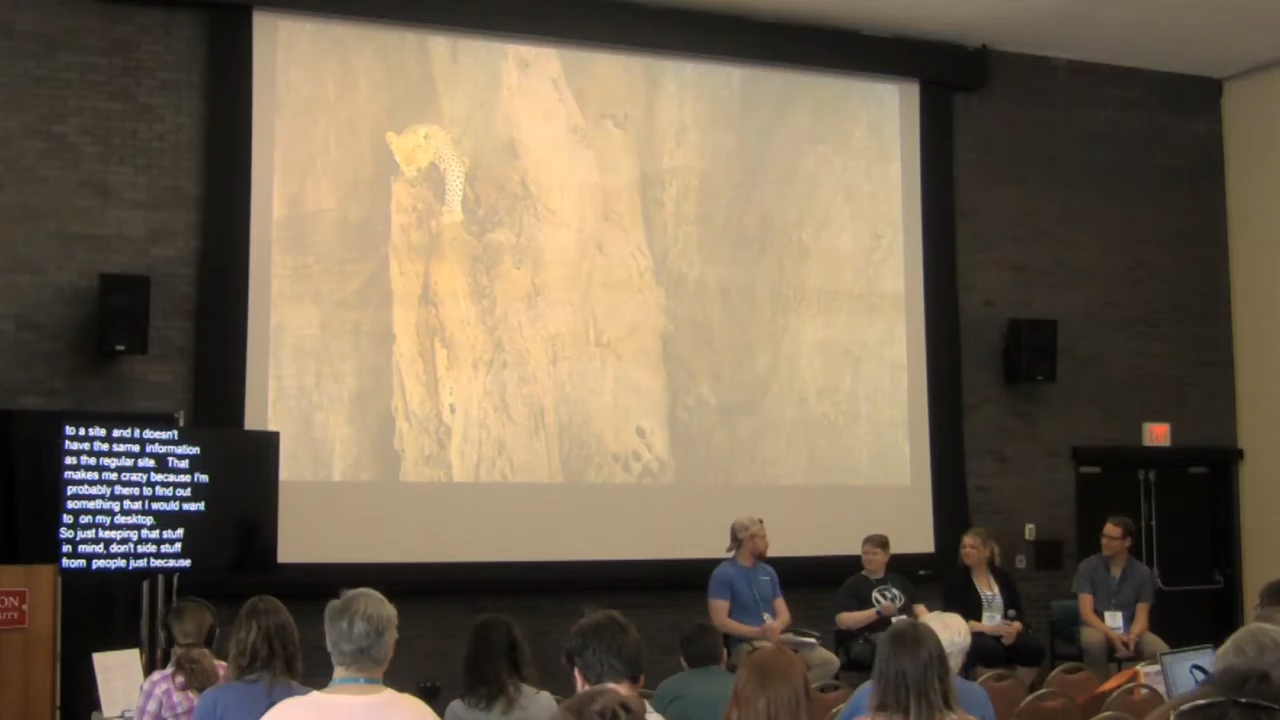 to a site and it doesn't
have the same information
as the regular site. That
makes me crazy because I'm
probably there to find out
something that I would want
to on my desktop.
So just keeping that stuff
in mind, don't side stuff
from people just because
ON